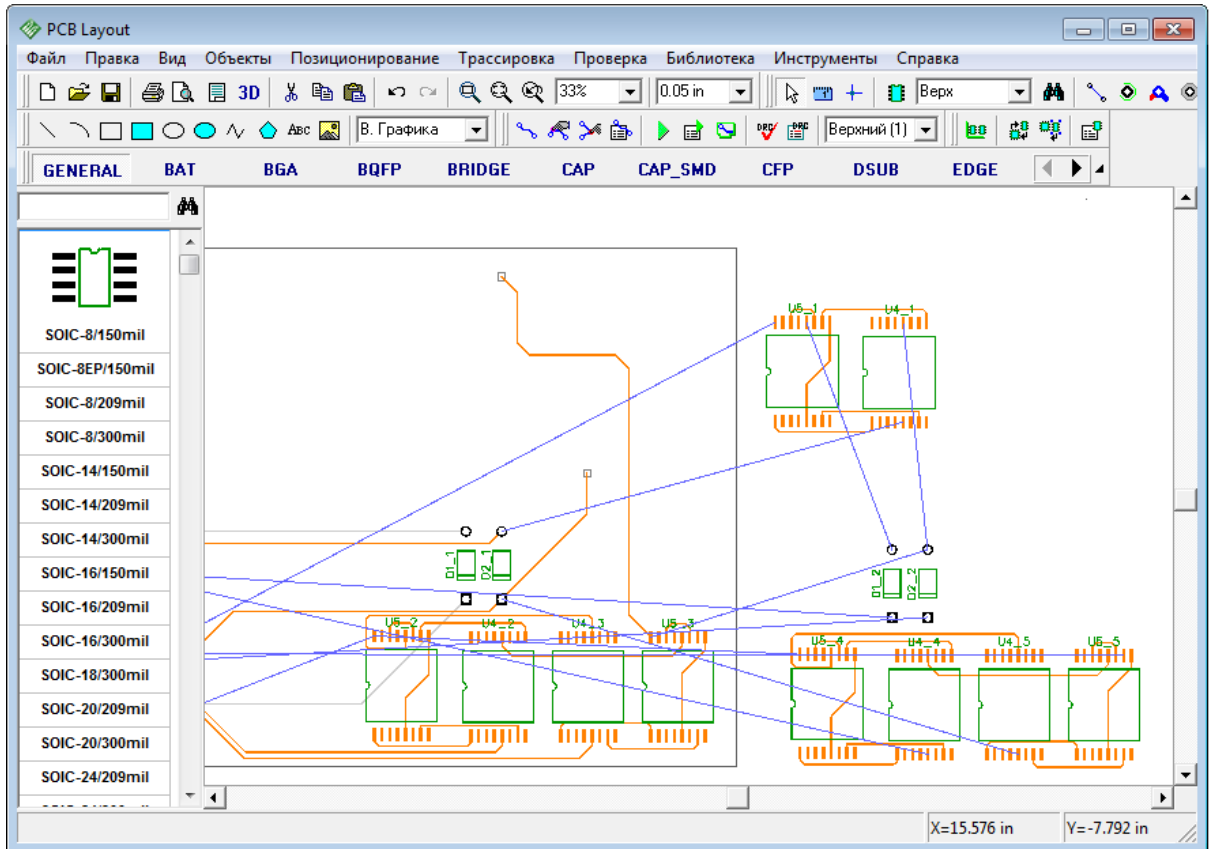 PCB Layout
Файл Правка Вид Объекты Позиционирование Трассировка Проверка Библиотека Инструменты Справка
3D 33% 0.05 in Верх
ABC В. Графика DRC DRC Верхний (1)
GENERAL BAT BGA BQFP BRIDGE CAP CAP_SMD CFP DSUB EDGE
SOIC-8/150mil
SOIC-8EP/150mil
SOIC-8/209mil
SOIC-8/300mil
SOIC-14/150mil
SOIC-14/209mil
SOIC-14/300mil
SOIC-16/150mil
SOIC-16/209mil
SOIC-16/300mil
SOIC-18/300mil
SOIC-20/209mil
SOIC-20/300mil
SOIC-24/209mil
U5_1 U4_1
D1_1 D2_1
D1_2 D2_2
U5_2 U4_2 U4_3 U5_3
U5_4 U4_4 U4_5 U5_5
X=15.576 in Y=-7.792 in